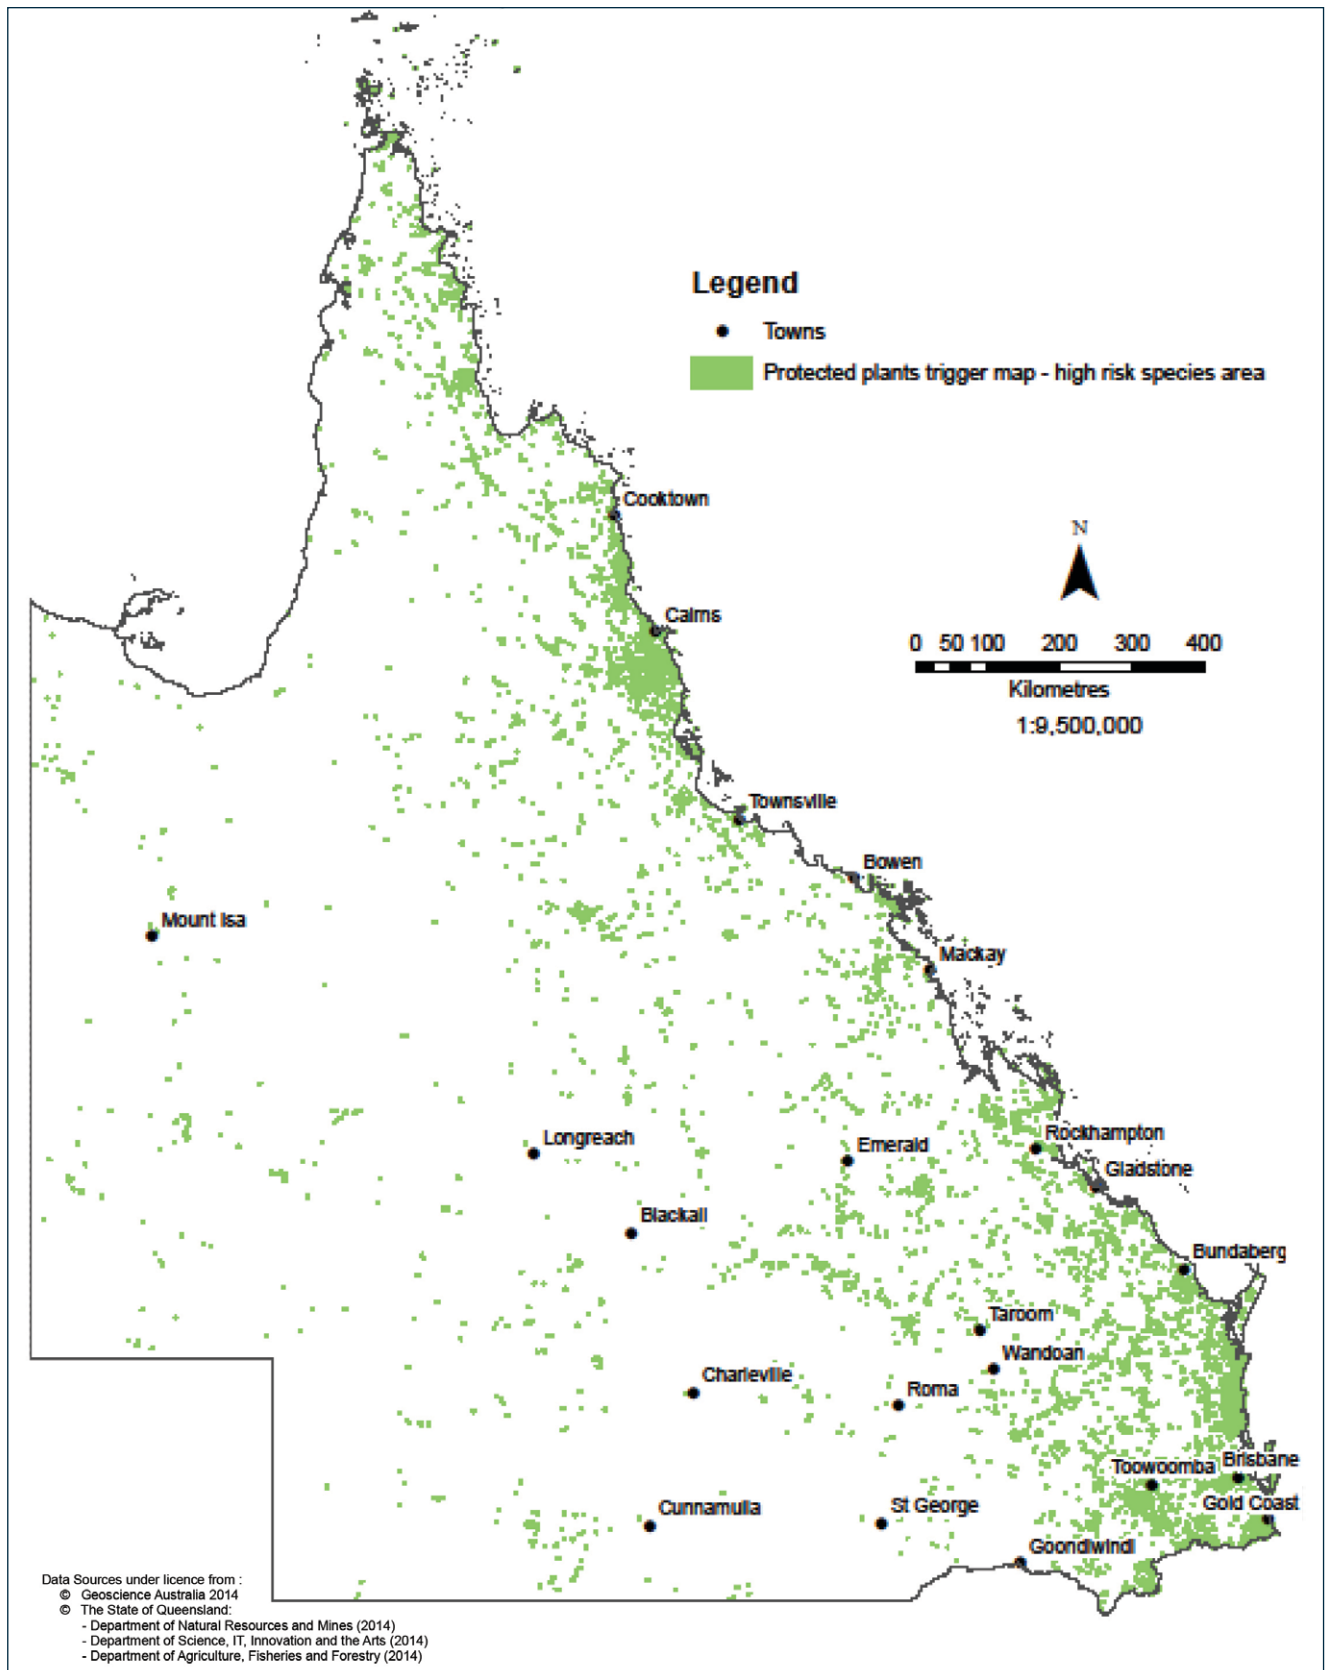 Legend
Towns
Protected plants trigger map - high risk species area
Cooktown
N
Cairns
0 50 100 200 300 400
Kilometres
1:9,500,000
Townsville
Bowen
Mount Isa
Mackay
Longreach
Emerald
Rockhampton
Gladstone
Blackall
Bundaberg
Taroom
Wandoan
Charleville
Roma
Toowoomba
Brisbane
Cunnamulla
St George
Gold Coast
Goondiwindi
Data Sources under licence from :
© Geoscience Australia 2014
© The State of Queensland:
- Department of Natural Resources and Mines (2014)
- Department of Science, IT, Innovation and the Arts (2014)
- Department of Agriculture, Fisheries and Forestry (2014)